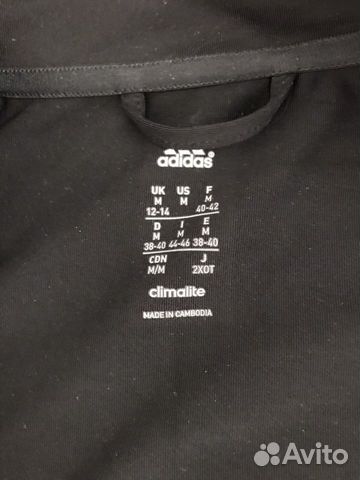 adidas®
UK US F
M M M
12-14 40-42
D I E
M M M
38-40 44-46 38-40
CDN J
M/M 2XOT
climalite
MADE IN CAMBODIA
Avito